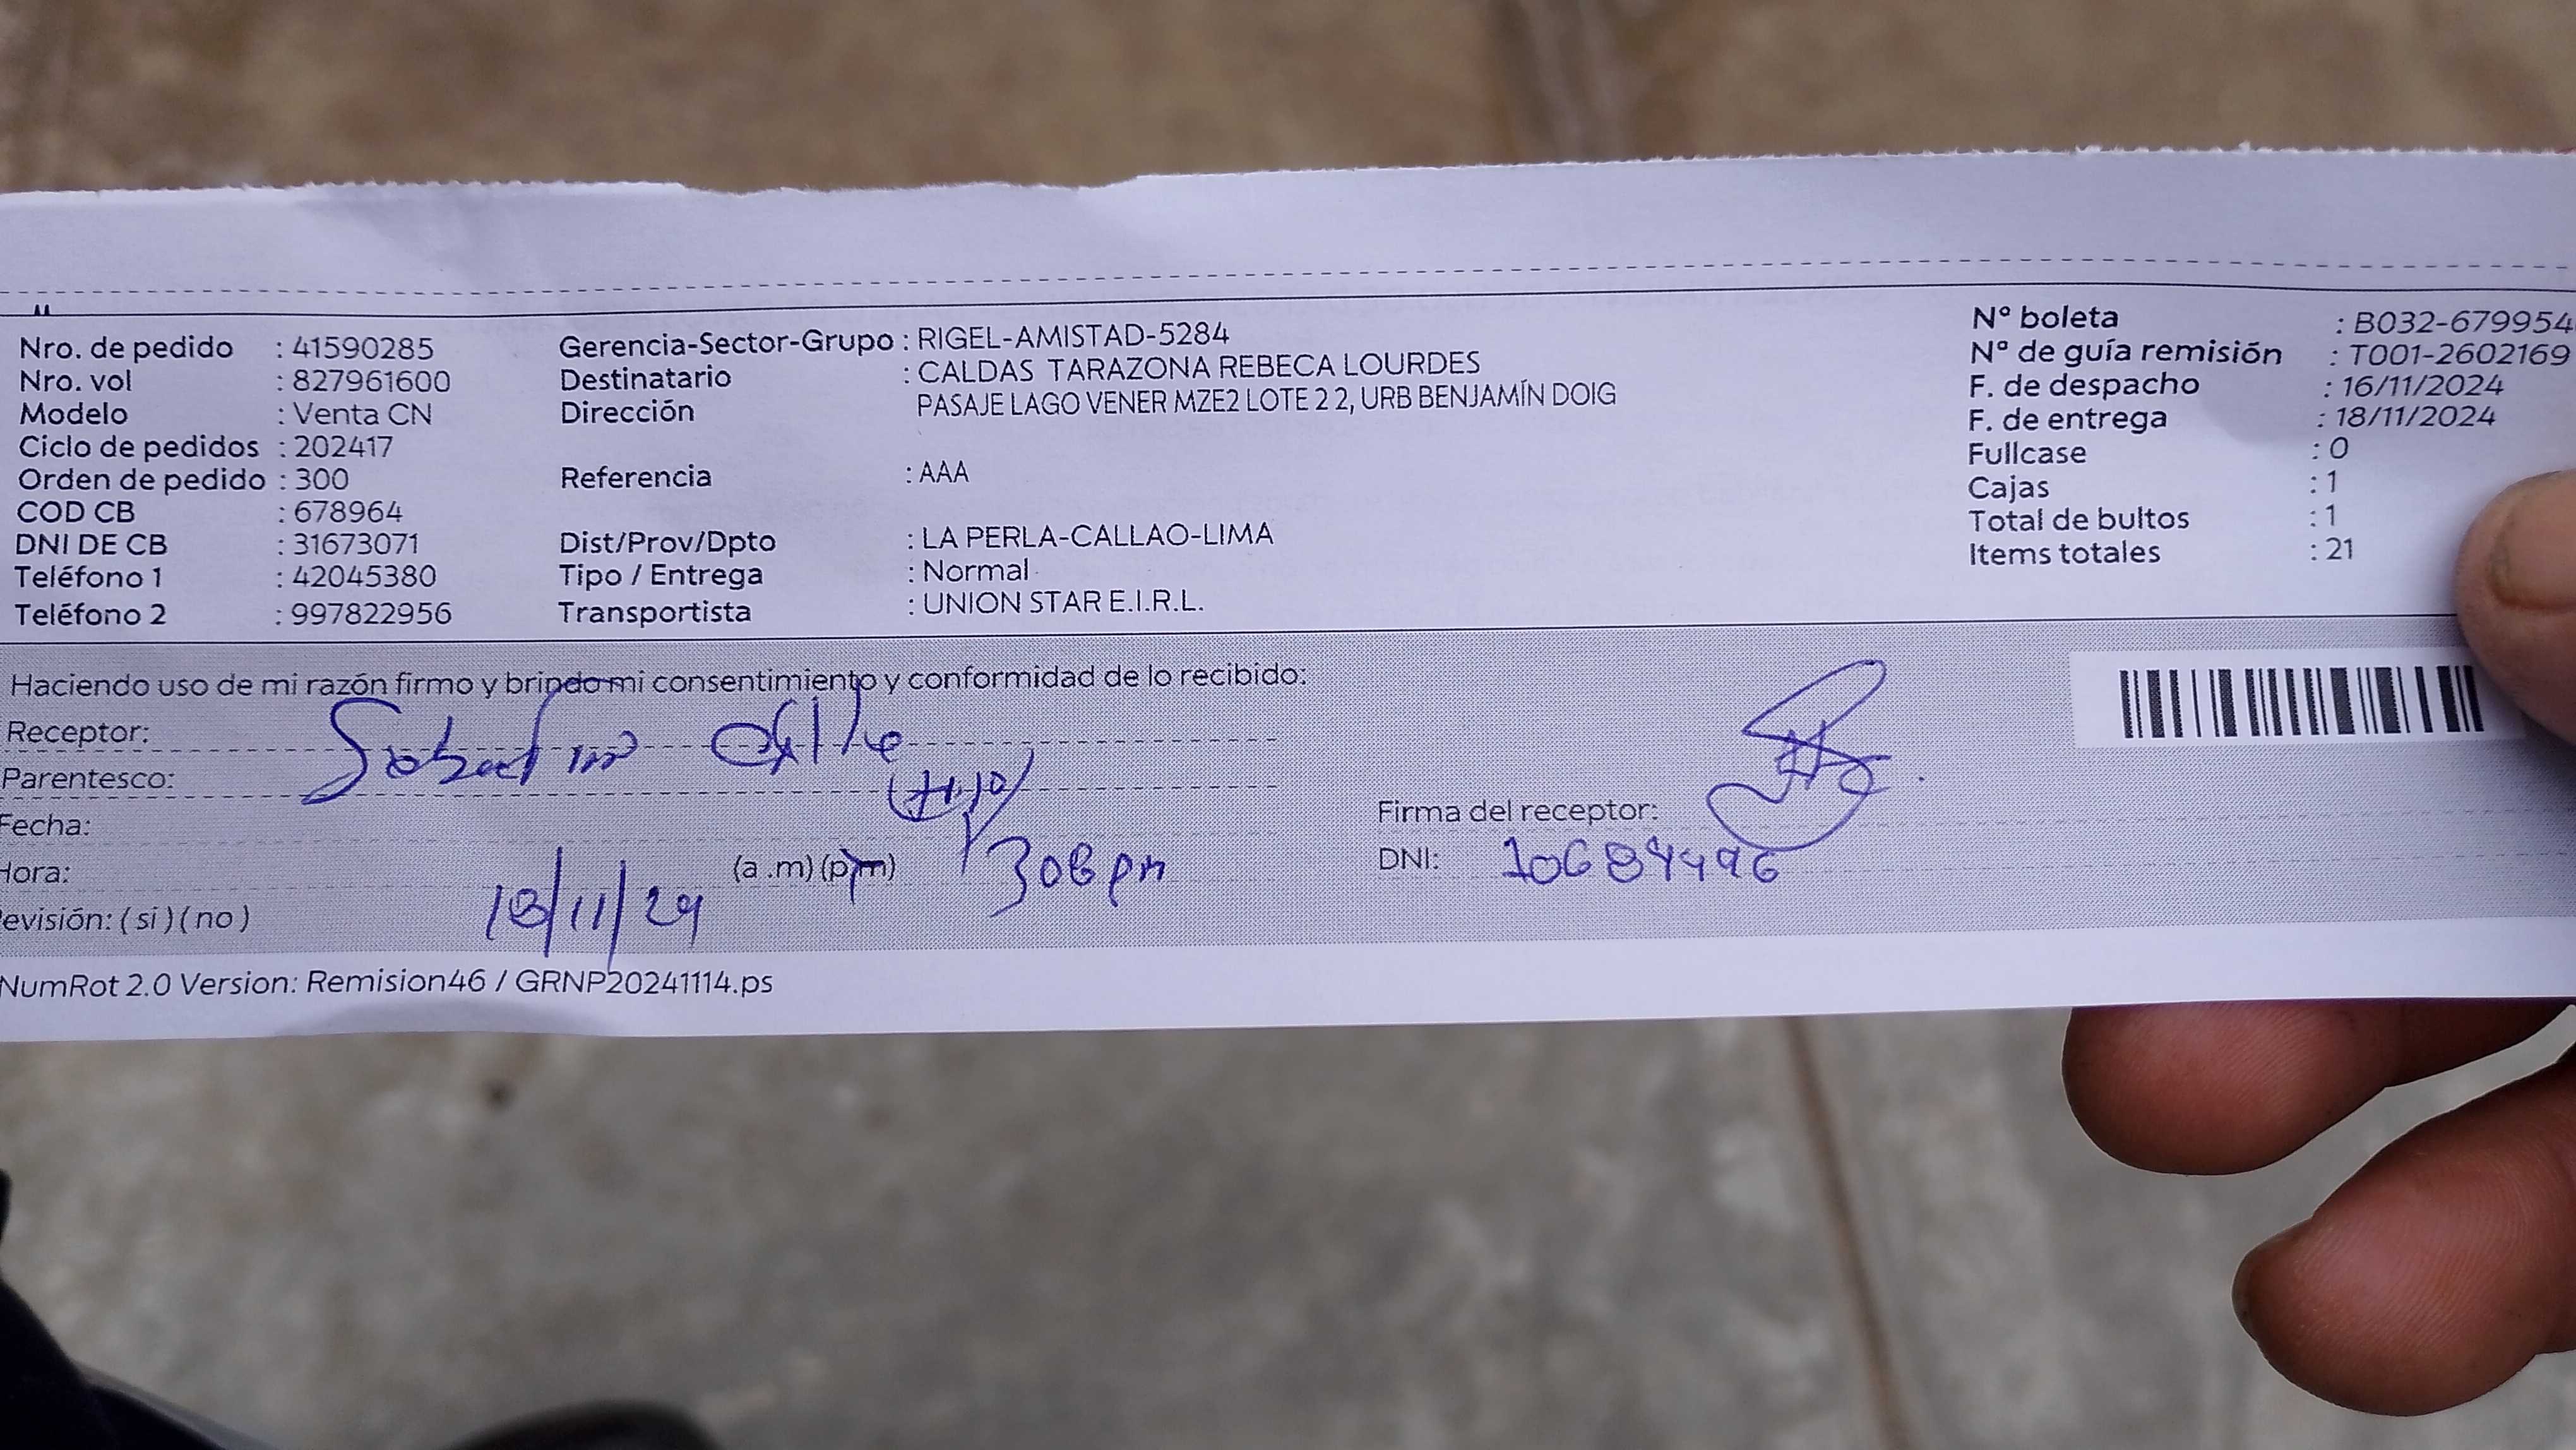 Nro. de pedido : 41590285
Nro. vol : 827961600
Modelo : Venta CN
Ciclo de pedidos : 202417
Orden de pedido : 300
COD CB : 678964
DNI DE CB : 31673071
Teléfono 1 : 42045380
Teléfono 2 : 997822956
Gerencia-Sector-Grupo : RIGEL-AMISTAD-5284
Destinatario : CALDAS TARAZONA REBECA LOURDES
Dirección PASAJE LAGO VENER MZE2 LOTE 2 2, URB BENJAMÍN DOIG
Referencia : AAA
Dist/Prov/Dpto : LA PERLA-CALLAO-LIMA
Tipo / Entrega : Normal
Transportista : UNION STAR E.I.R.L.
Nº boleta : B032-679954
Nº de guía remisión : T001-2602169
F. de despacho : 16/11/2024
F. de entrega : 18/11/2024
Fullcase : 0
Cajas : 1
Total de bultos : 1
Items totales : 21
Haciendo uso de mi razón firmo y brindo mi consentimiento y conformidad de lo recibido:
Receptor:
Parentesco: (Hijo)
Fecha:
Hora: (a .m) (p.m) 308 pm
evisión: ( si ) ( no ) 18/11/24
Firma del receptor:
DNI: 10684496
NumRot 2.0 Version: Remision46 / GRNP20241114.ps